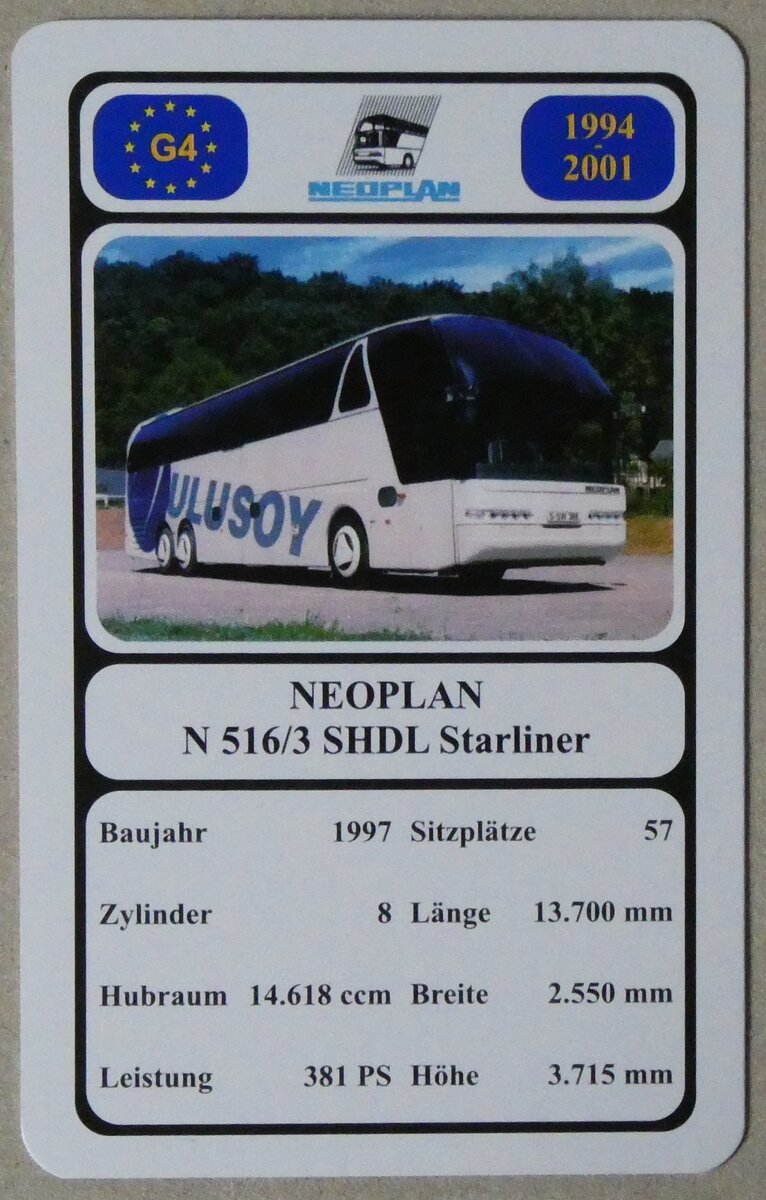 G4
NEOPLAN
1994
-
2001
ULUSOY
NEOPLAN
NEOPLAN
N 516/3 SHDL Starliner
Baujahr 1997 Sitzplätze 57
Zylinder 8 Länge 13.700 mm
Hubraum 14.618 ccm Breite 2.550 mm
Leistung 381 PS Höhe 3.715 mm